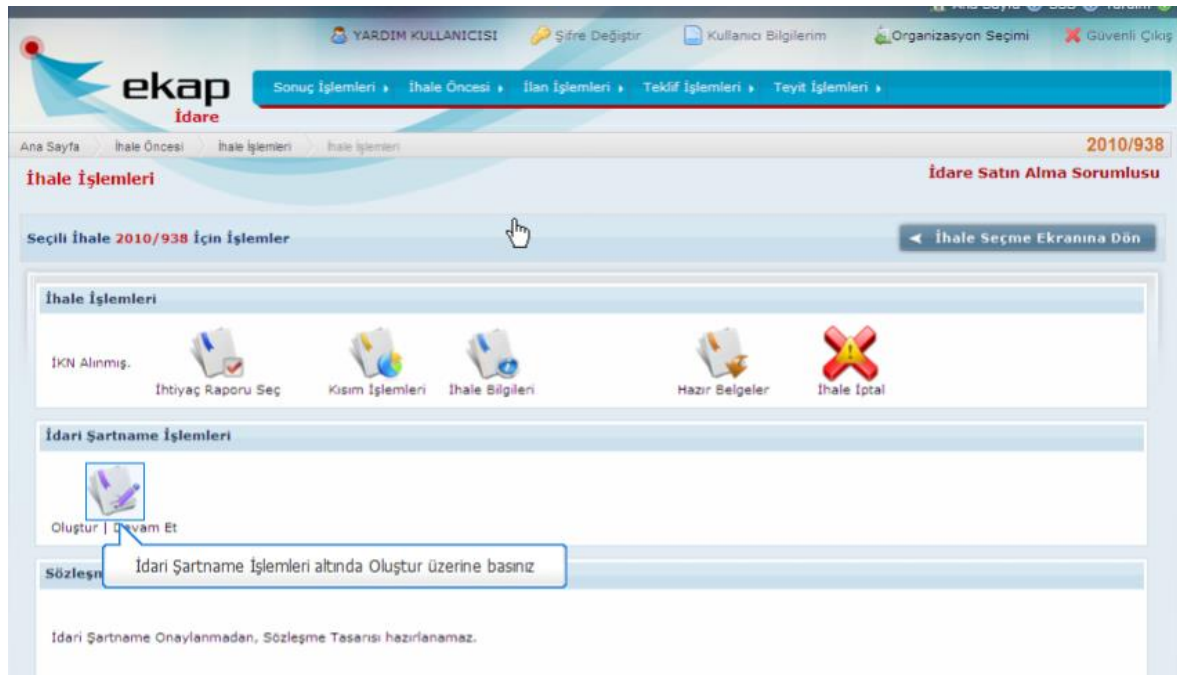 Ana Sayfa
YARDIM KULLANICISI Şifre Değiştir Kullanıcı Bilgilerim Organizasyon Seçimi Güvenli Çıkış
ekap
İdare
Sonuç İşlemleri İhale Öncesi İlan İşlemleri Teklif İşlemleri Teyit İşlemleri
Ana Sayfa İhale Öncesi İhale İşlemleri İhale İşlemleri 2010/938
İhale İşlemleri İdare Satın Alma Sorumlusu
Seçili İhale 2010/938 İçin İşlemler İhale Seçme Ekranına Dön
İhale İşlemleri
İKN Alınmış.
İhtiyaç Raporu Seç Kısım İşlemleri İhale Bilgileri Hazır Belgeler İhale İptal
İdari Şartname İşlemleri
Oluştur | Devam Et
İdari Şartname İşlemleri altında Oluştur üzerine basınız
İdari Şartname Onaylanmadan, Sözleşme Tasarısı hazırlanamaz.